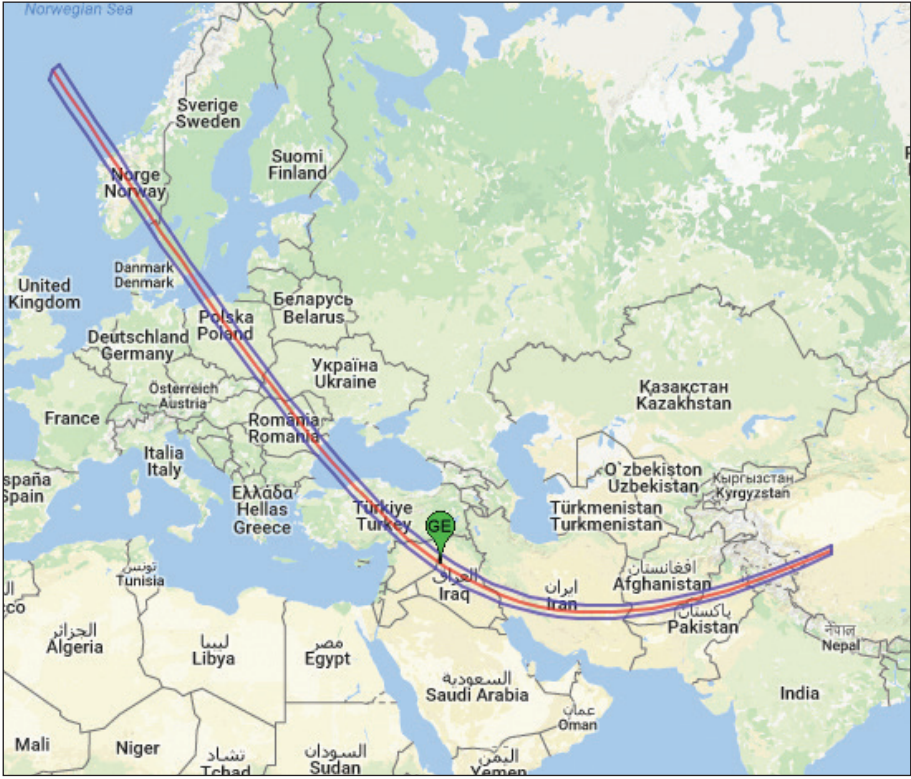 Norwegian Sea
Sverige
Sweden
Suomi
Finland
Norge
Norway
Danmark
Denmark
United
Kingdom
Беларусь
Belarus
Polska
Poland
Deutschland
Germany
Україна
Ukraine
Österreich
Austria
Қазақстан
Kazakhstan
France
România
Romania
Italia
Italy
España
Spain
Ελλάδα
Hellas
Greece
Oʻzbekiston
Uzbekistan
Кыргызстан
Kyrgyzstan
Türkiye
Turkey
Türkmenistan
Turkmenistan
GE
تونس
Tunisia
العراق
Iraq
ایران
Iran
افغانستان
Afghanistan
پاکستان
Pakistan
नेपाल
Nepal
الجزائر
Algeria
ليبيا
Libya
مصر
Egypt
السعودية
Saudi Arabia
India
عمان
Oman
Mali
Niger
تشاد
Tchad
السودان
Sudan
اليمن
Yemen